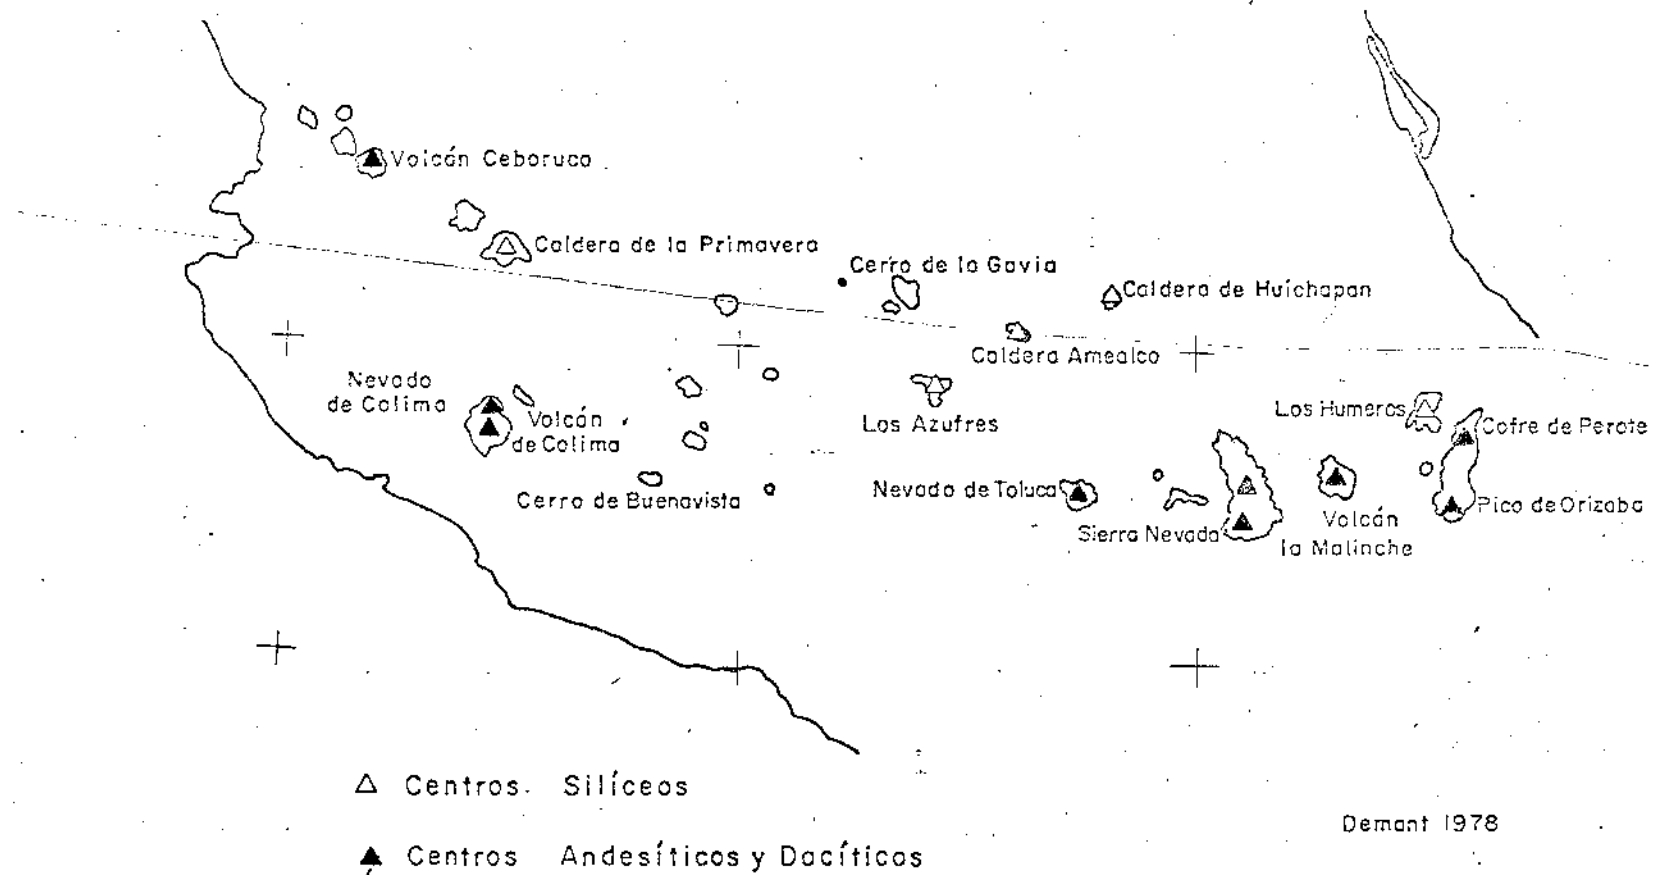 Volcán Ceboruco
Caldera de la Primavera
Cerro de la Gavia
Caldera de Huichapan
Caldera Amealco
Nevado
de Colima
Volcán
de Colima
Los Azufres
Los Humeros
Cofre de Perote
Cerro de Buenavista
Nevado de Toluca
Sierra Nevada
Volcán
la Malinche
Pico de Orizaba
Centros Silíceos
Demant 1978
Centros Andesíticos y Dacíticos